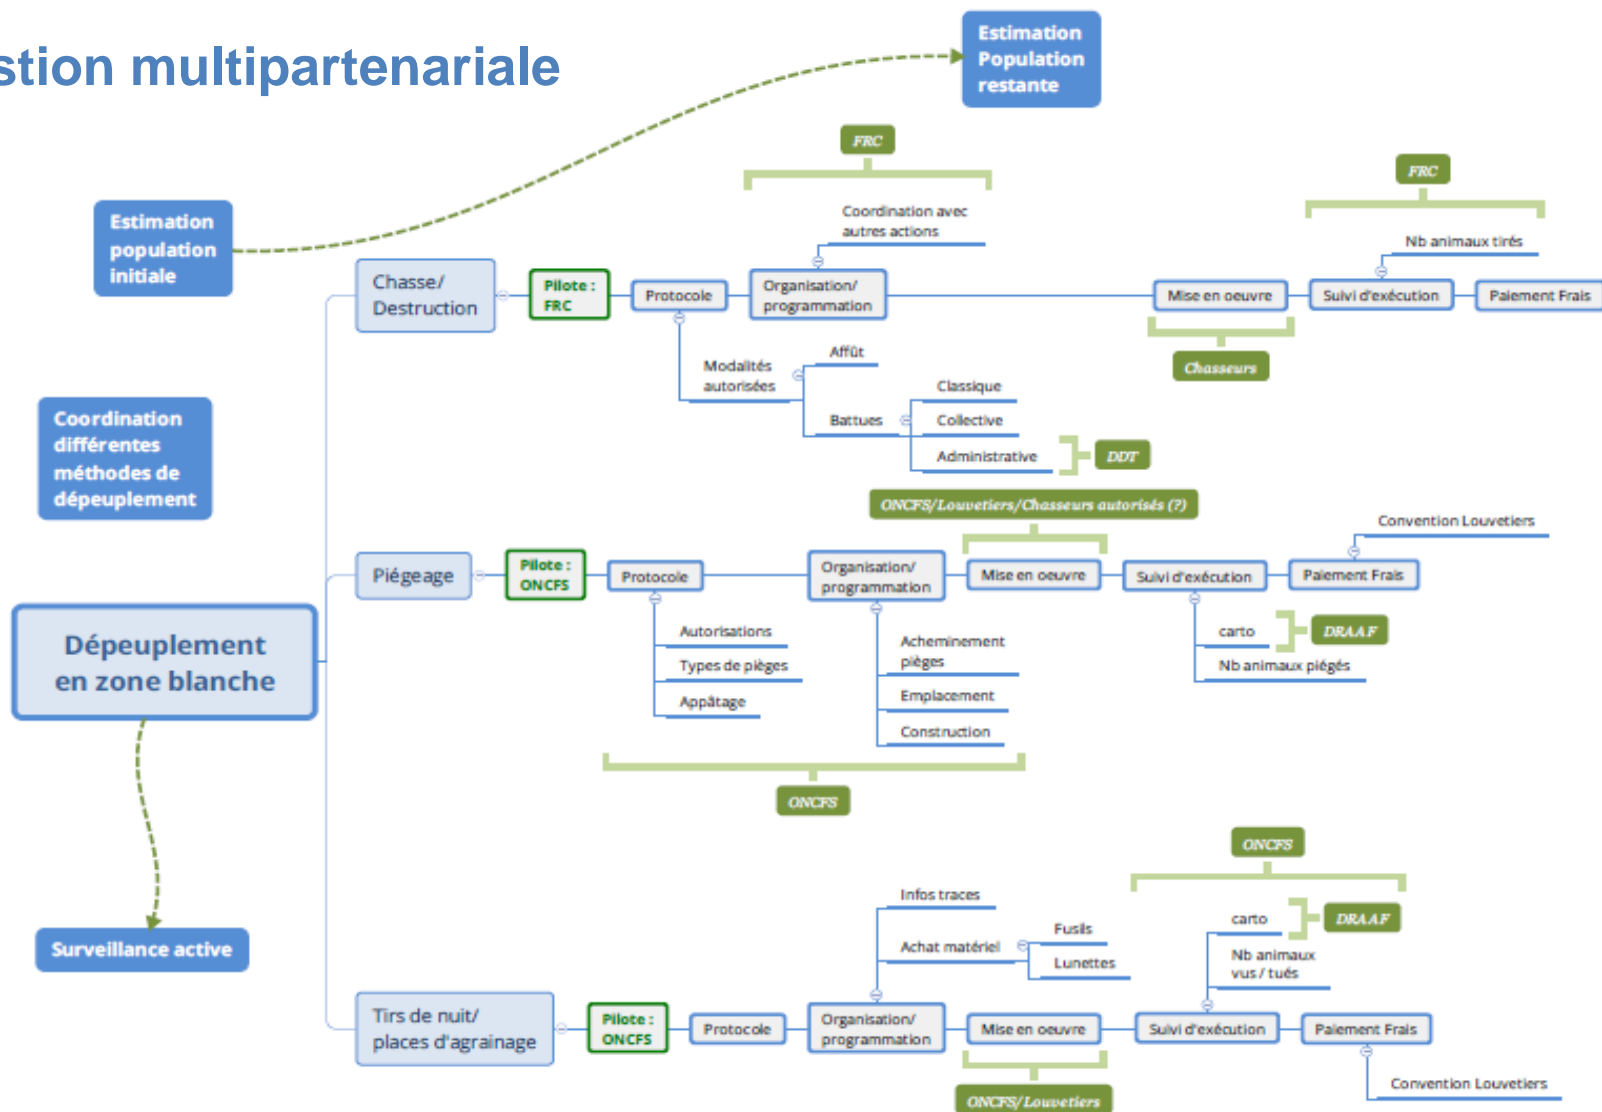 stion multipartenariale
Estimation
Population
restante
FRC
FRC
Estimation
population
initiale
Coordination avec
autres actions
Nb animaux tirés
Chasse/
Destruction
Pilote :
FRC
Protocole
Organisation/
programmation
Mise en oeuvre
Suivi d'exécution
Paiement Frais
Chasseurs
Modalités
autorisées
Affût
Battues
Classique
Collective
Administrative
DDT
Coordination
différentes
méthodes de
dépeuplement
ONCFS/Louvetiers/Chasseurs autorisés (?)
Convention Louvetiers
Piégeage
Pilote :
ONCFS
Protocole
Organisation/
programmation
Mise en oeuvre
Suivi d'exécution
Paiement Frais
Autorisations
Types de pièges
Appâtage
Acheminement
pièges
Emplacement
Construction
carto
DRAAF
Nb animaux piégés
ONCFS
Dépeuplement
en zone blanche
Surveillance active
ONCFS
Infos traces
Achat matériel
Fusils
Lunettes
carto
DRAAF
Nb animaux
vus / tués
Tirs de nuit/
places d'agrainage
Pilote :
ONCFS
Protocole
Organisation/
programmation
Mise en oeuvre
Suivi d'exécution
Paiement Frais
ONCFS/Louvetiers
Convention Louvetiers